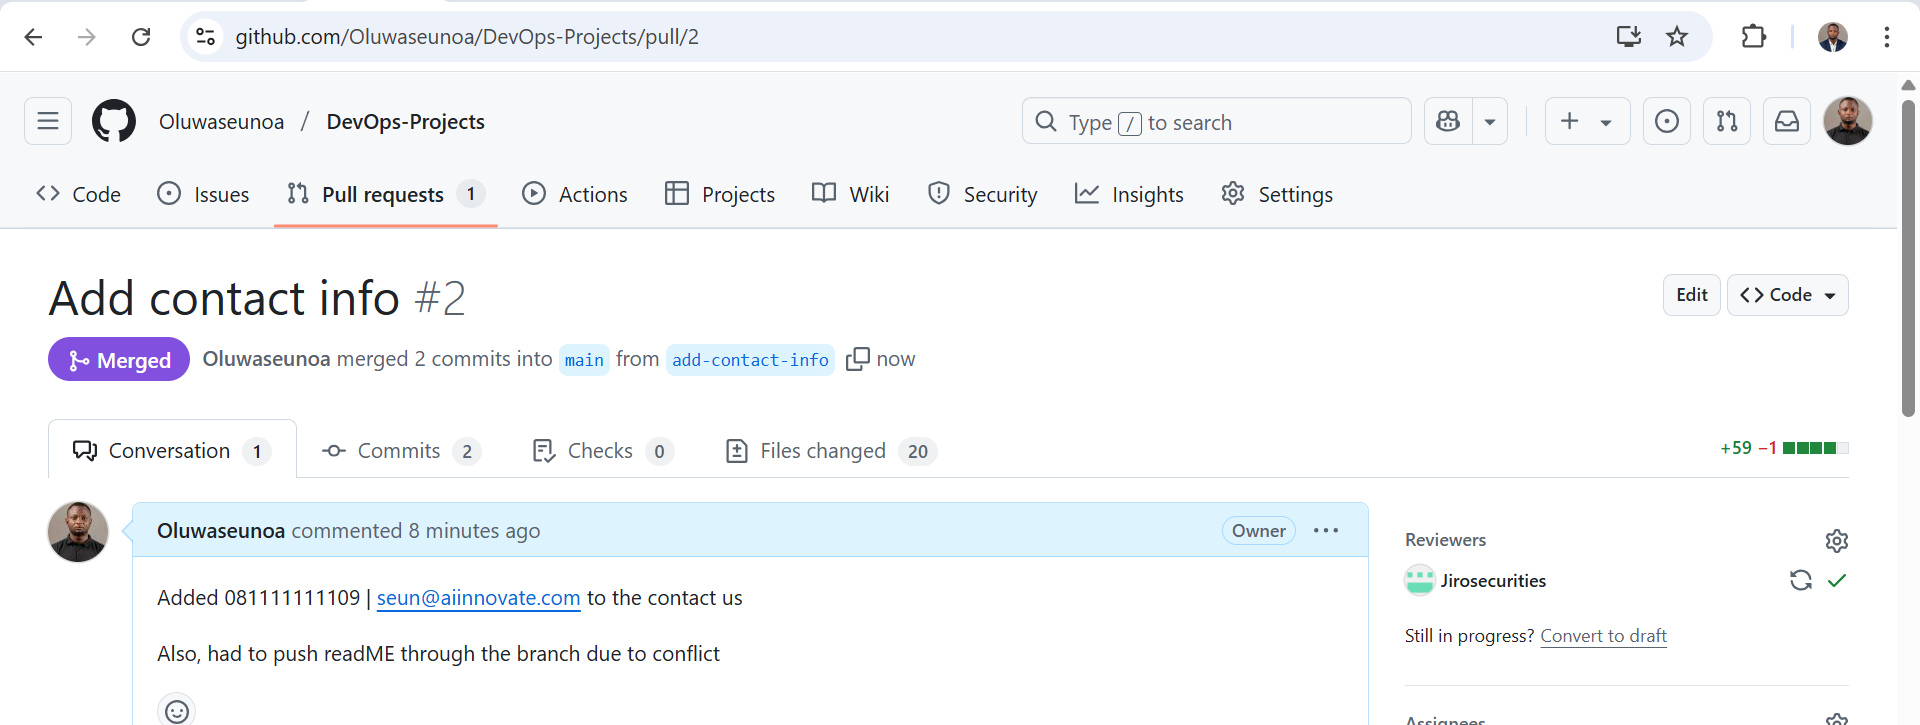 github.com/Oluwaseunoa/DevOps-Projects/pull/2
Oluwaseunoa / DevOps-Projects
Type / to search
Code
Issues
Pull requests 1
Actions
Projects
Wiki
Security
Insights
Settings
Add contact info #2
Edit
Code
Merged
Oluwaseunoa merged 2 commits into main from add-contact-info now
Conversation 1
Commits 2
Checks 0
Files changed 20
+59 −1
Oluwaseunoa commented 8 minutes ago
Owner
Added 081111111109 | seun@aiinnovate.com to the contact us
Also, had to push readME through the branch due to conflict
Reviewers
Jirosecurities
Still in progress? Convert to draft
Assignees